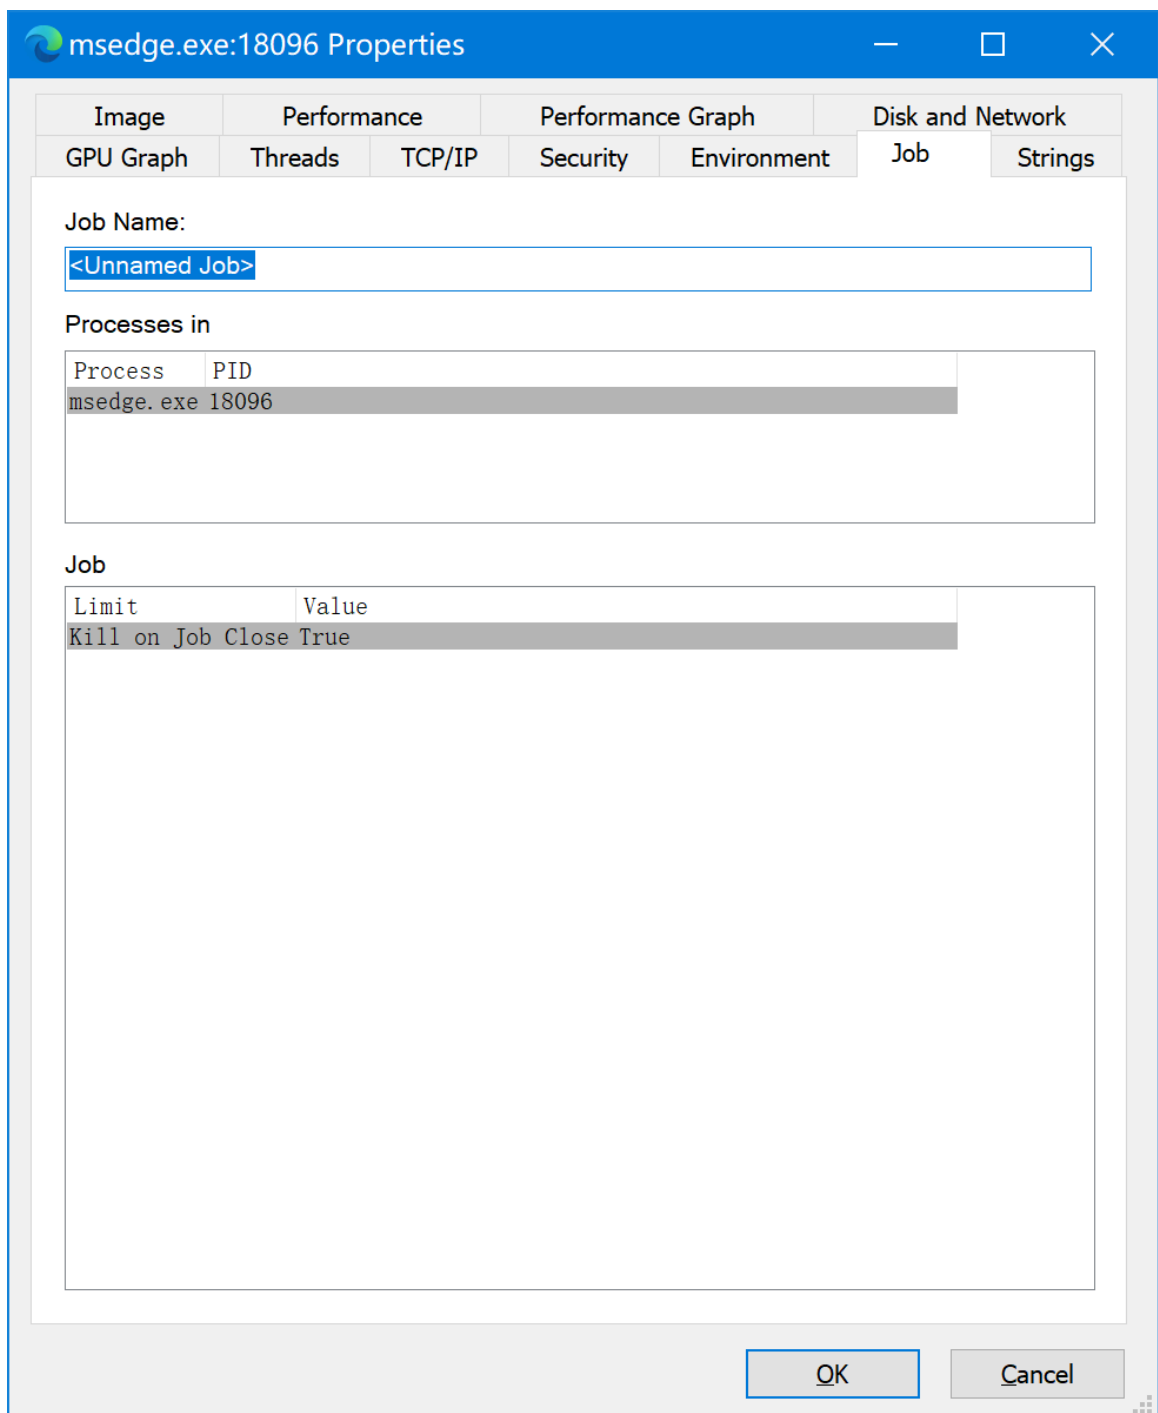 msedge.exe:18096 Properties
Image Performance Performance Graph Disk and Network
GPU Graph Threads TCP/IP Security Environment Job Strings
Job Name:
<Unnamed Job>
Processes in
Process PID
msedge.exe 18096
Job
Limit Value
Kill on Job Close True
OK Cancel